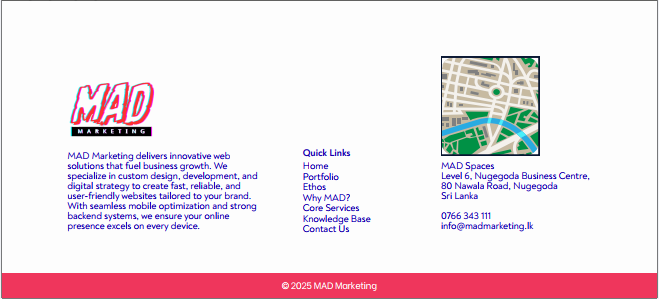 MAD
MARKETING
MAD Marketing delivers innovative web
solutions that fuel business growth. We
specialize in custom design, development, and
digital strategy to create fast, reliable, and
user-friendly websites tailored to your brand.
With seamless mobile optimization and strong
backend systems, we ensure your online
presence excels on every device.
Quick Links
Home
Portfolio
Ethos
Why MAD?
Core Services
Knowledge Base
Contact Us
MAD Spaces
Level 6, Nugegoda Business Centre,
80 Nawala Road, Nugegoda
Sri Lanka
0766 343 111
info@madmarketing.lk
© 2025 MAD Marketing